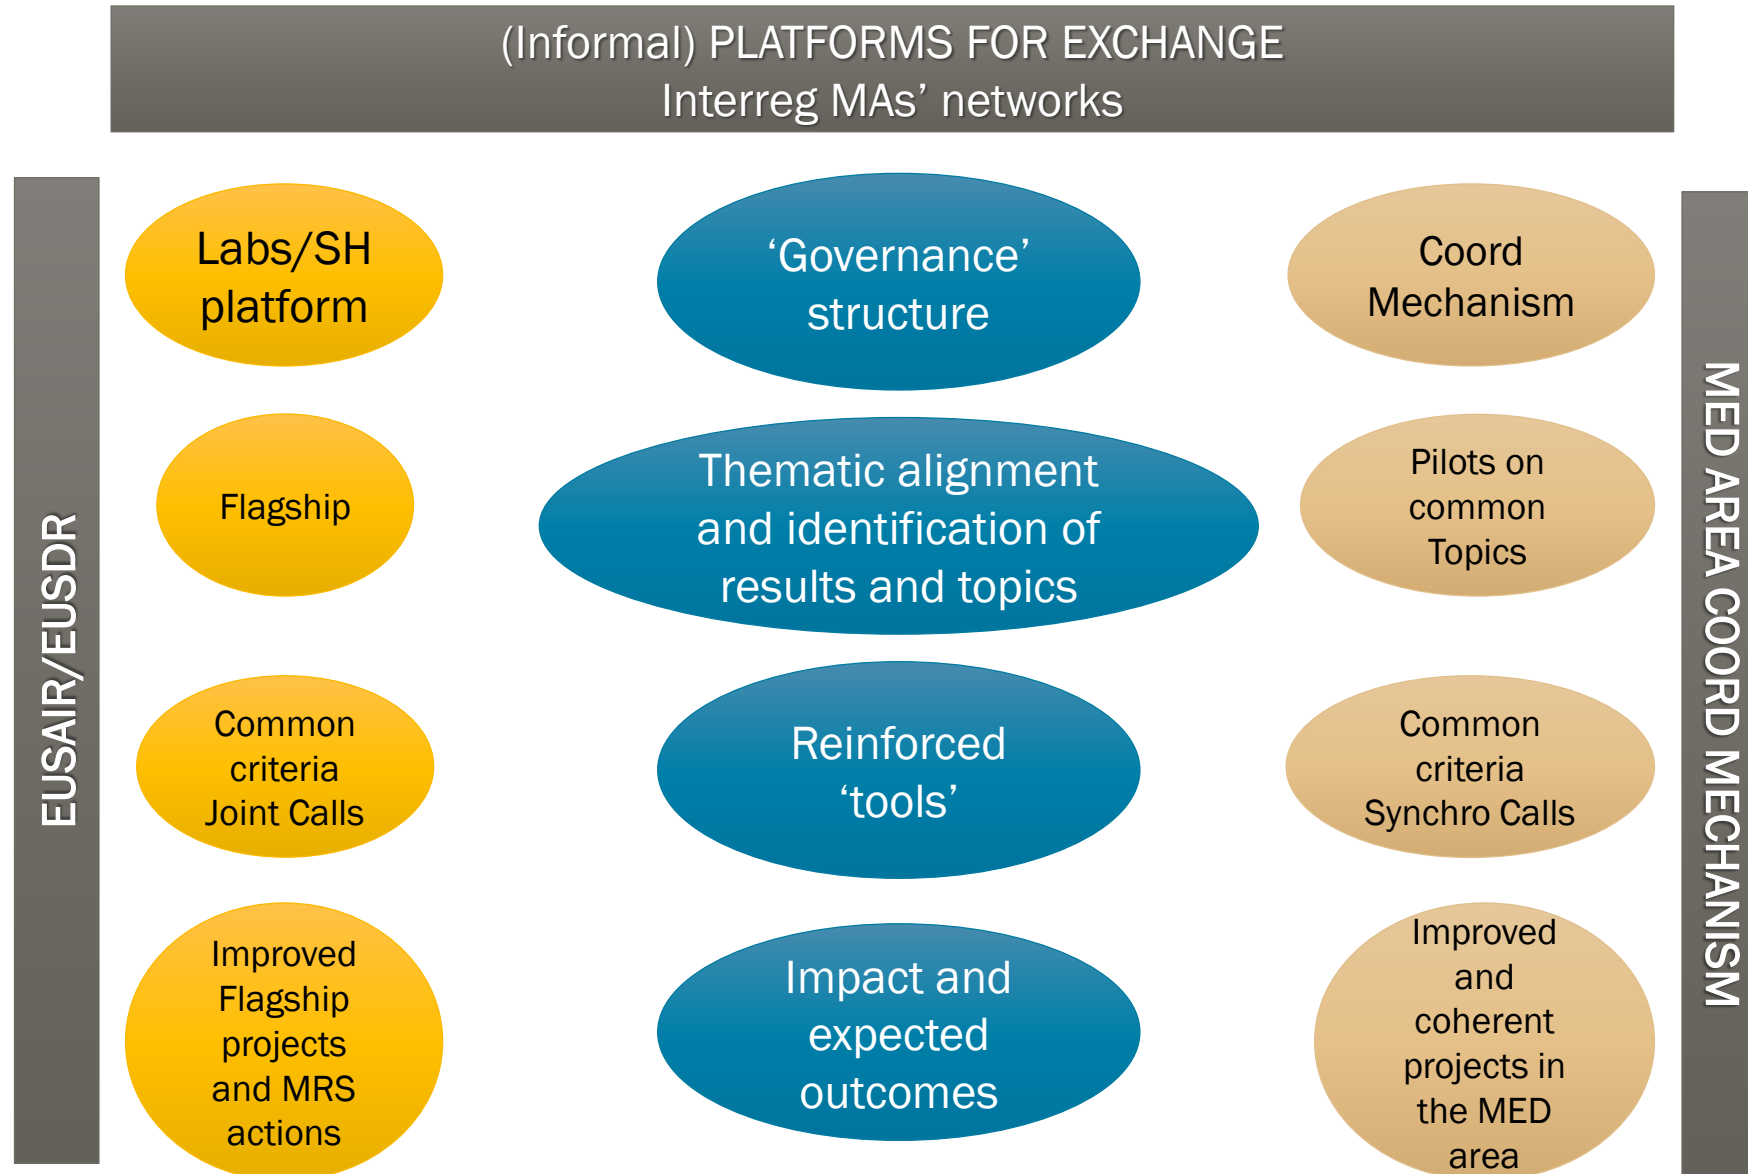 (Informal) PLATFORMS FOR EXCHANGE
Interreg MAs’ networks
EUSAIR/EUSDR
Labs/SH
platform
‘Governance’
structure
Coord
Mechanism
Flagship
Thematic alignment
and identification of
results and topics
Pilots on
common
Topics
Common
criteria
Joint Calls
Reinforced
‘tools’
Common
criteria
Synchro Calls
Improved
Flagship
projects
and MRS
actions
Impact and
expected
outcomes
Improved
and
coherent
projects in
the MED
area
MED AREA COORD MECHANISM